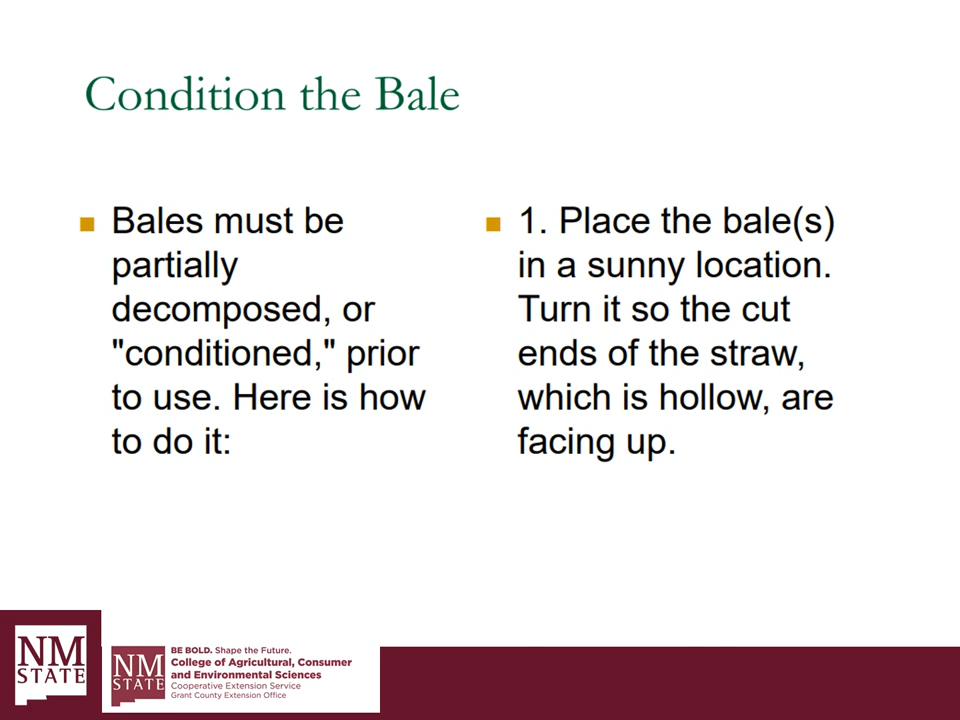 Condition the Bale
Bales must be
partially
decomposed, or
"conditioned," prior
to use. Here is how
to do it:
1. Place the bale(s)
in a sunny location.
Turn it so the cut
ends of the straw,
which is hollow, are
facing up.
NM
STATE
NM
STATE
BE BOLD. Shape the Future.
College of Agricultural, Consumer
and Environmental Sciences
Cooperative Extension Service
Grant County Extension Office